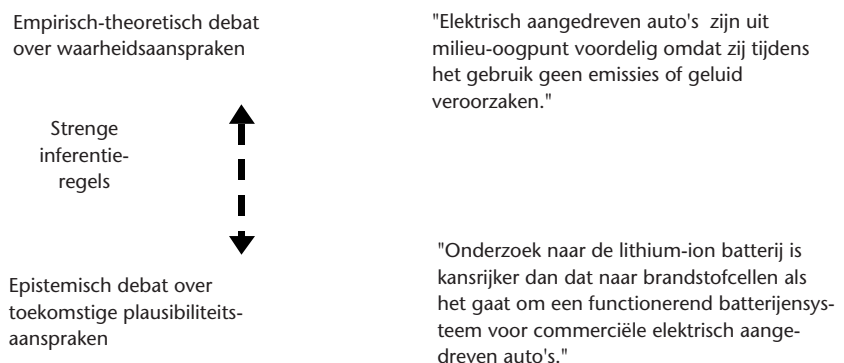 Empirisch-theoretisch debat
over waarheidsaanspraken
"Elektrisch aangedreven auto's zijn uit
milieu-oogpunt voordelig omdat zij tijdens
het gebruik geen emissies of geluid
veroorzaken."
Strenge
inferentie-
regels
Epistemisch debat over
toekomstige plausibiliteits-
aanspraken
"Onderzoek naar de lithium-ion batterij is
kansrijker dan dat naar brandstofcellen als
het gaat om een functionerend batterijensys-
teem voor commerciële elektrisch aange-
dreven auto's."